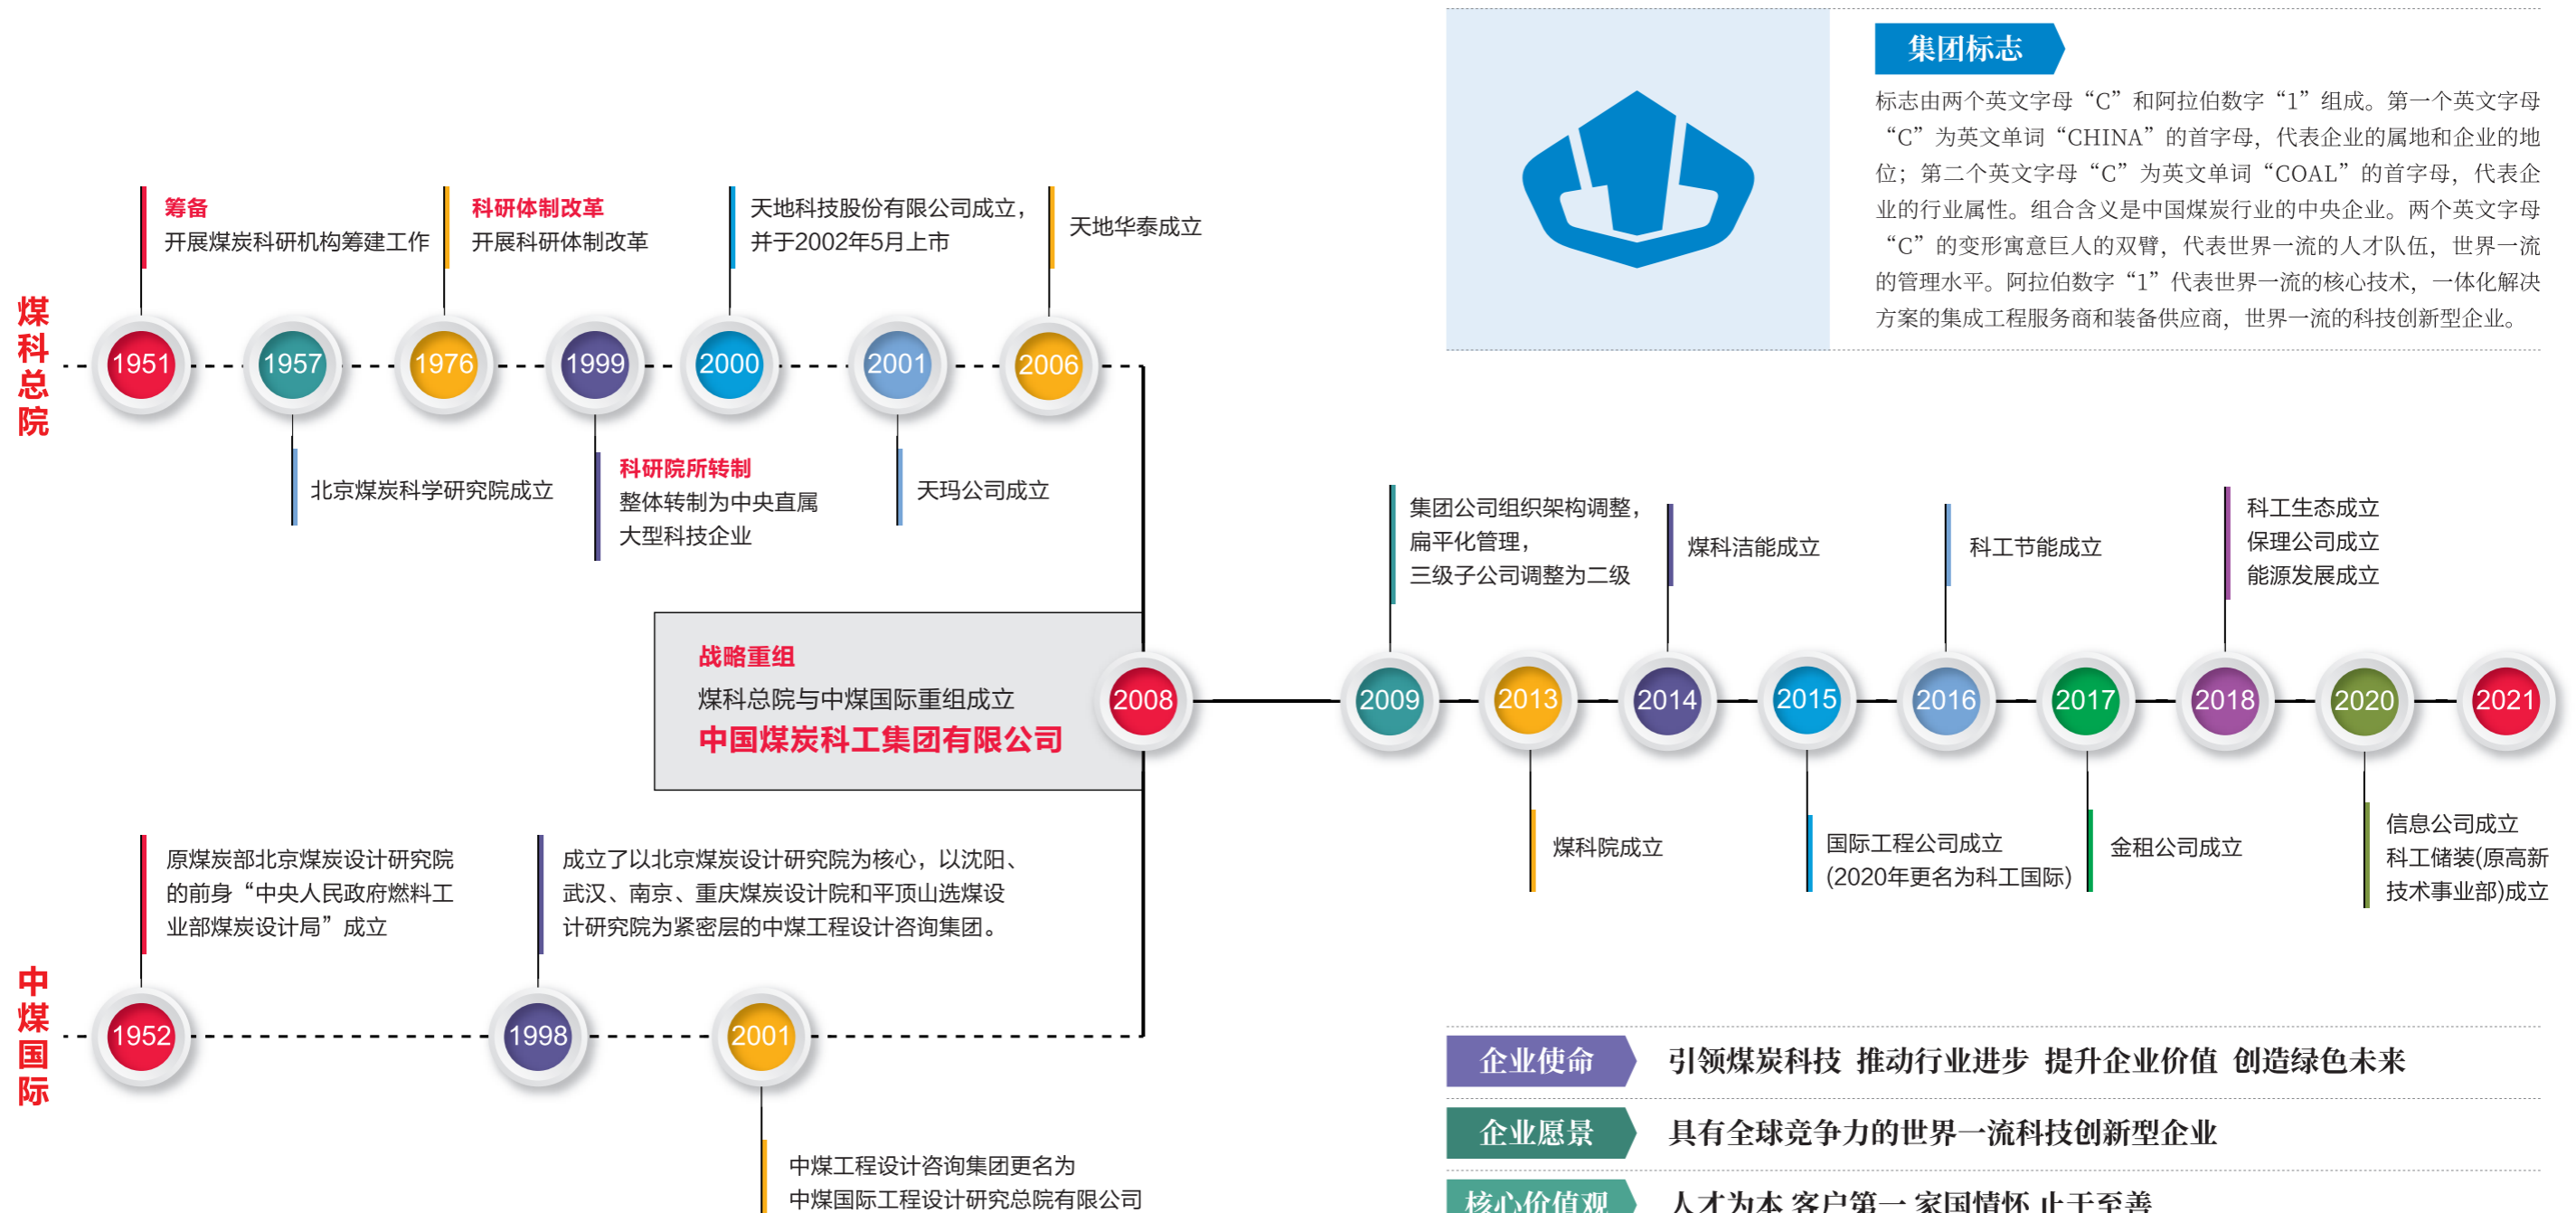 集团标志
标志由两个英文字母“C”和阿拉伯数字“1”组成。第一个英文字母
“C”为英文单词“CHINA”的首字母，代表企业的属地和企业的地
位；第二个英文字母“C”为英文单词“COAL”的首字母，代表企
业的行业属性。组合含义是中国煤炭行业的中央企业。两个英文字母
“C”的变形寓意巨人的双臂，代表世界一流的人才队伍，世界一流
的管理水平。阿拉伯数字“1”代表世界一流的核心技术，一体化解决
方案的集成工程服务商和装备供应商，世界一流的科技创新型企业。
煤科总院
筹备
开展煤炭科研机构筹建工作
科研体制改革
开展科研体制改革
天地科技股份有限公司成立，
并于2002年5月上市
天地华泰成立
1951
1957
1976
1999
2000
2001
2006
北京煤炭科学研究院成立
科研院所转制
整体转制为中央直属
大型科技企业
天玛公司成立
战略重组
煤科总院与中煤国际重组成立
中国煤炭科工集团有限公司
2008
集团公司组织架构调整，
扁平化管理，
三级子公司调整为二级
煤科洁能成立
科工节能成立
科工生态成立
保理公司成立
能源发展成立
2009
2013
2014
2015
2016
2017
2018
2020
2021
煤科院成立
国际工程公司成立
(2020年更名为科工国际)
金租公司成立
信息公司成立
科工储装(原高新
技术事业部)成立
中煤国际
原煤炭部北京煤炭设计研究院
的前身“中央人民政府燃料工
业部煤炭设计局”成立
成立了以北京煤炭设计研究院为核心，以沈阳、
武汉、南京、重庆煤炭设计院和平顶山选煤设
计研究院为紧密层的中煤工程设计咨询集团。
1952
1998
2001
中煤工程设计咨询集团更名为
中煤国际工程设计研究总院有限公司
企业使命 引领煤炭科技 推动行业进步 提升企业价值 创造绿色未来
企业愿景 具有全球竞争力的世界一流科技创新型企业
核心价值观 人才为本 客户第一 家国情怀 止于至善